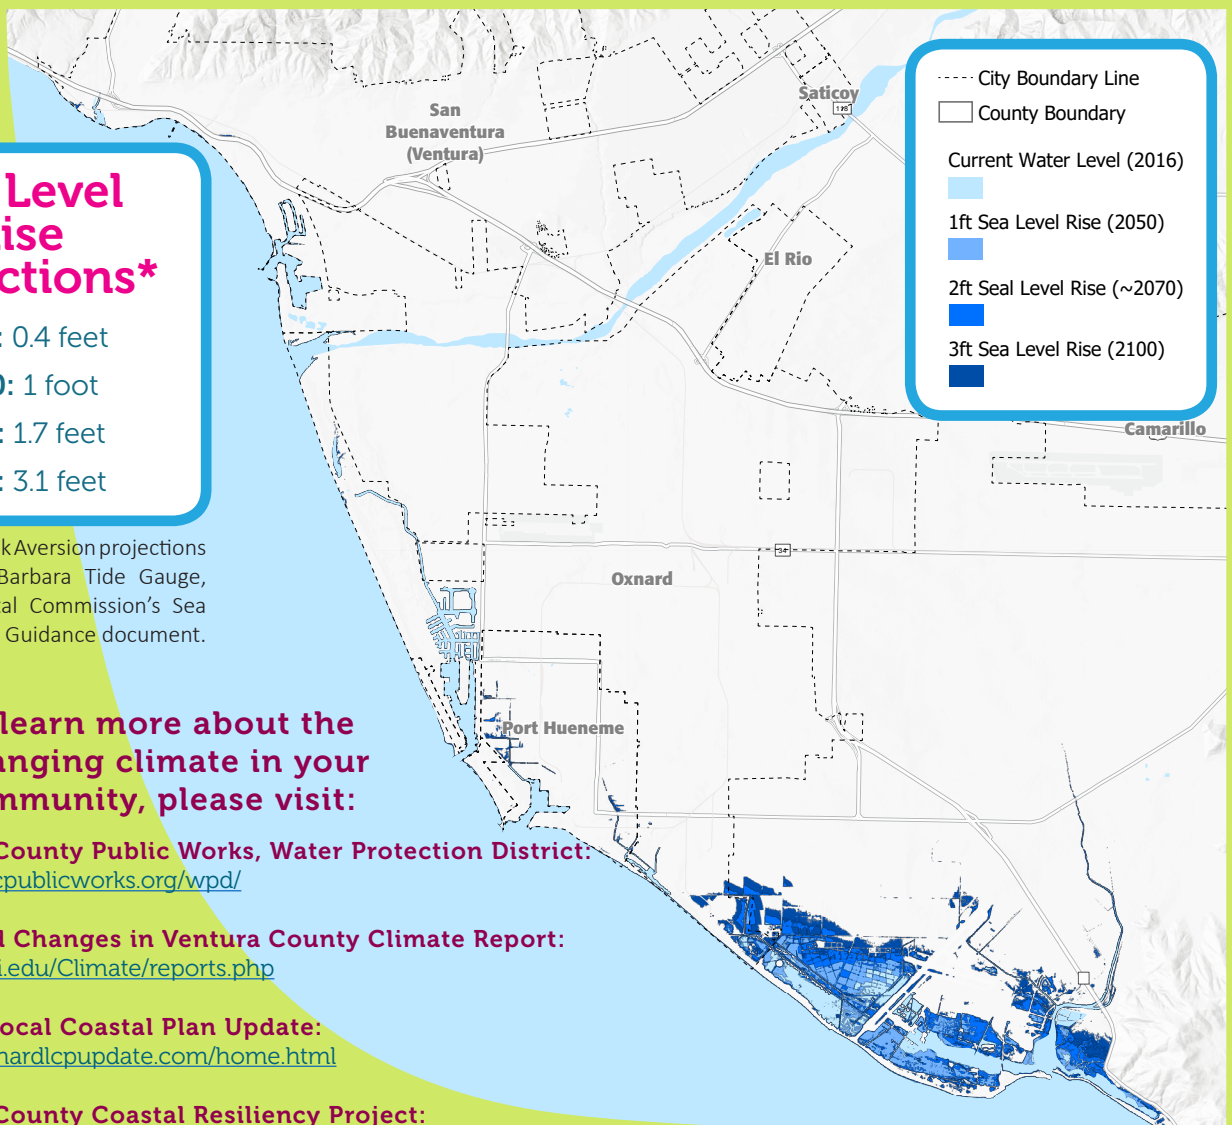 Level
ise
ctions*
: 0.4 feet
0: 1 foot
: 1.7 feet
: 3.1 feet
k Aversion projections
Barbara Tide Gauge,
tal Commission's Sea
Guidance document.
learn more about the
anging climate in your
mmunity, please visit:
County Public Works, Water Protection District:
cpublicworks.org/wpd/
d Changes in Ventura County Climate Report:
i.edu/Climate/reports.php
ocal Coastal Plan Update:
nardlcpupdate.com/home.html
County Coastal Resiliency Project:
San
Buenaventura
(Ventura)
Saticoy
118
El Rio
Camarillo
34
Oxnard
Port Hueneme
City Boundary Line
County Boundary
Current Water Level (2016)
1ft Sea Level Rise (2050)
2ft Seal Level Rise (~2070)
3ft Sea Level Rise (2100)